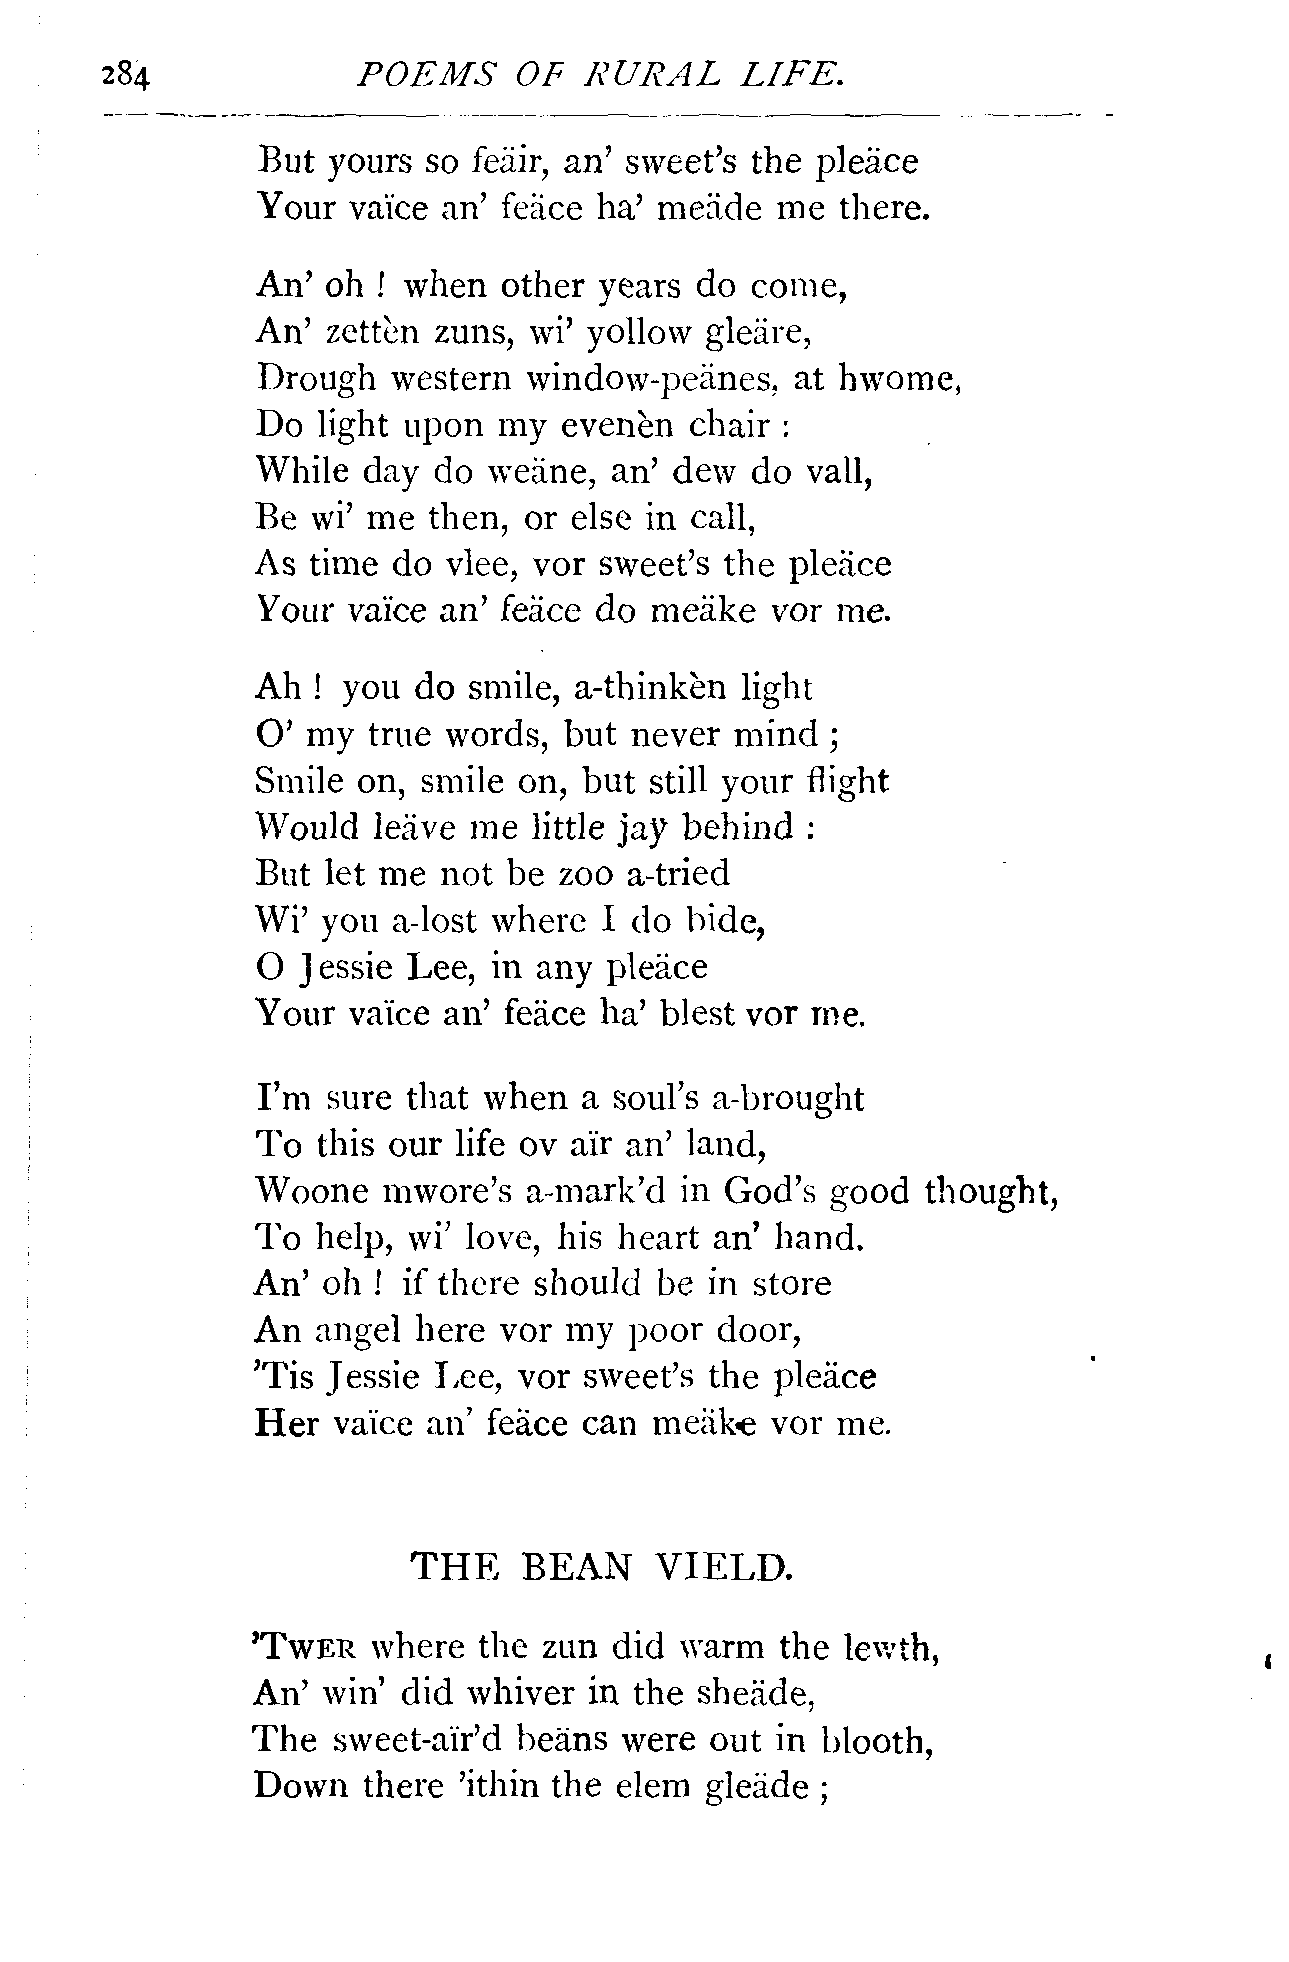 284 POEMS OF RURAL LIFE.
But yours so feäir, an' sweet's the pleäce
Your vaïce an' feäce ha' meäde me there.
An' oh ! when other years do come,
An' zettèn zuns, wi' yollow gleäre,
Drough western window-peänes, at hwome,
Do light upon my evenèn chair :
While day do weäne, an' dew do vall,
Be wi' me then, or else in call,
As time do vlee, vor sweet's the pleäce
Your vaïce an' feäce do meäke vor me.
Ah ! you do smile, a-thinkèn light
O' my true words, but never mind ;
Smile on, smile on, but still your flight
Would leäve me little jaÿ behind :
But let me not be zoo a-tried
Wi' you a-lost where I do bide,
O Jessie Lee, in any pleäce
Your vaïce an' feäce ha' blest vor me.
I'm sure that when a soul's a-brought
To this our life ov aïr an' land,
Woone mwore's a-mark'd in God's good thought,
To help, wi' love, his heart an' hand.
An' oh ! if there should be in store
An angel here vor my poor door,
'Tis Jessie Lee, vor sweet's the pleäce
Her vaïce an' feäce can meäke vor me.
THE BEAN VIELD.
'TWER where the zun did warm the lewth,
An' win' did whiver in the sheäde,
The sweet-aïr'd beäns were out in blooth,
Down there 'ithin the elem gleäde ;